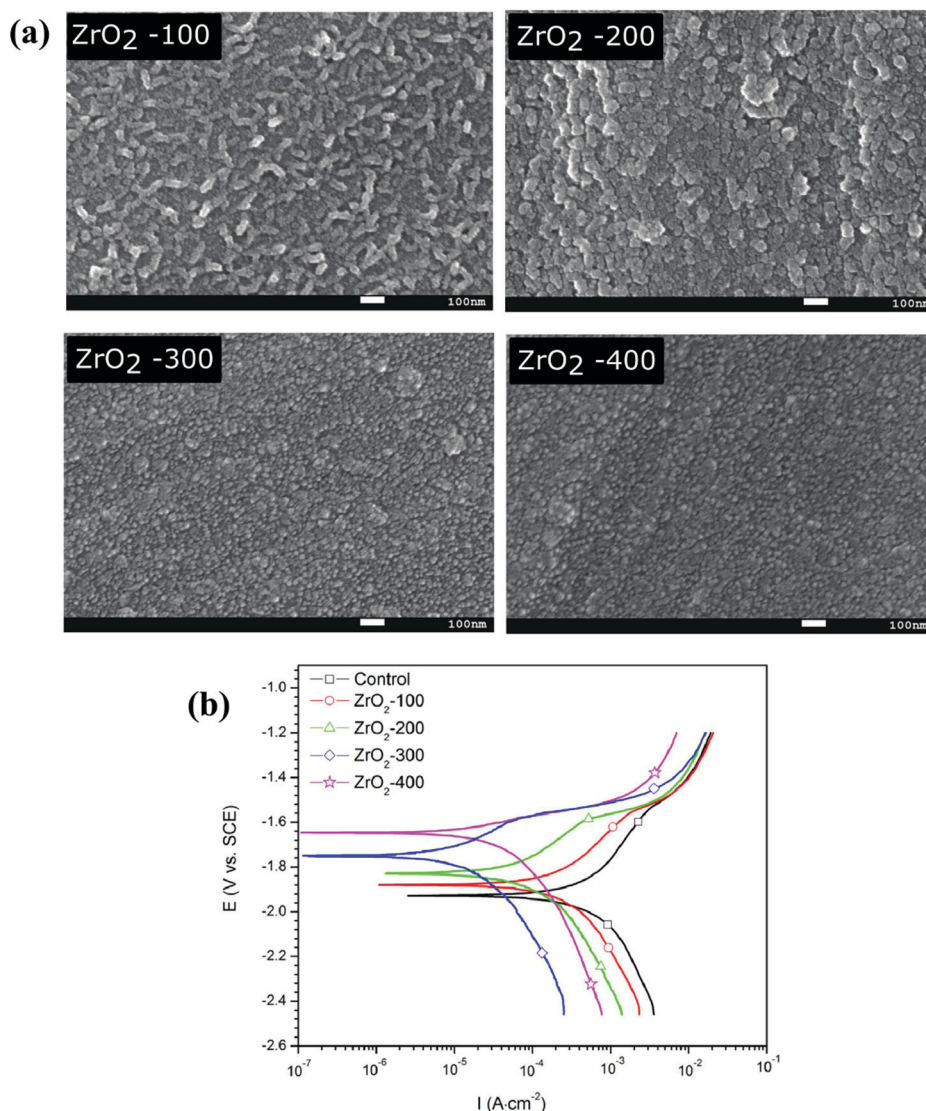 (a)
ZrO2 -100
ZrO2 -200
100nm
100nm
ZrO2 -300
ZrO2 -400
100nm
100nm
(b)
Control
ZrO2-100
ZrO2-200
ZrO2-300
ZrO2-400
E (V vs. SCE)
-1.0
-1.2
-1.4
-1.6
-1.8
-2.0
-2.2
-2.4
-2.6
10⁻⁷ 10⁻⁶ 10⁻⁵ 10⁻⁴ 10⁻³ 10⁻² 10⁻¹
I (A·cm⁻²)